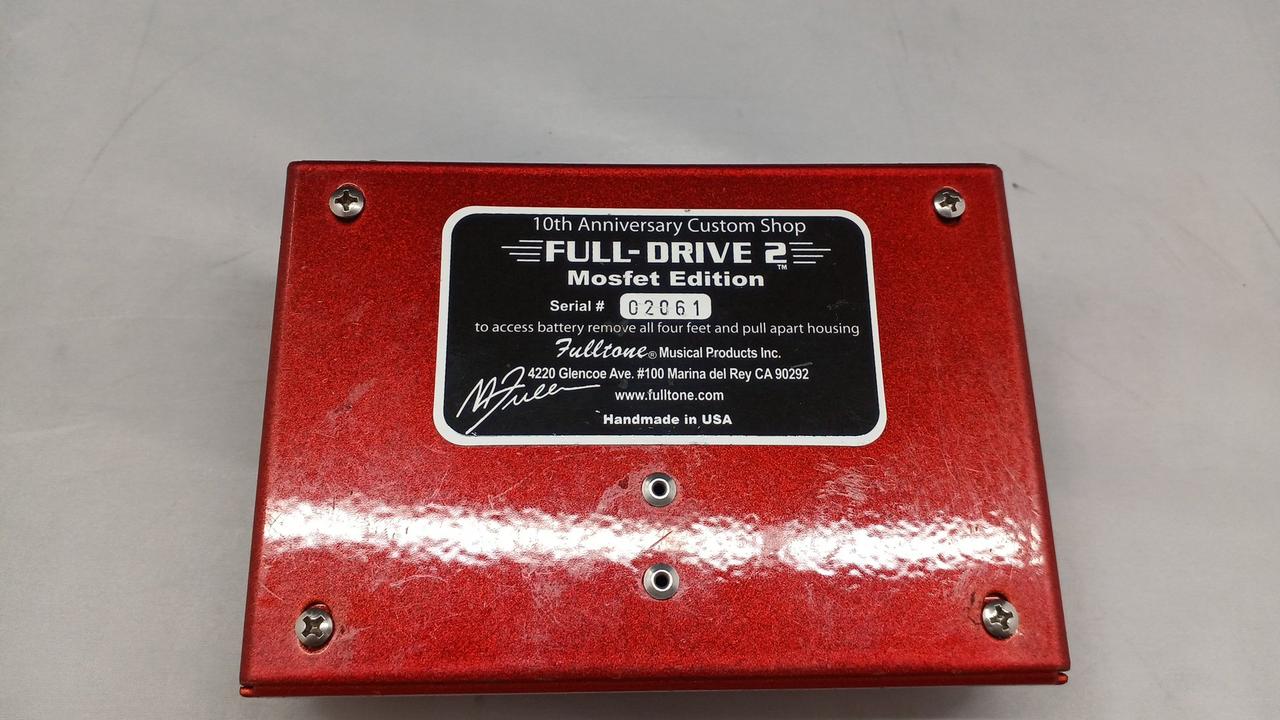 10th Anniversary Custom Shop
FULL-DRIVE 2™
Mosfet Edition
Serial # 02061
to access battery remove all four feet and pull apart housing
Fulltone® Musical Products Inc.
4220 Glencoe Ave. #100 Marina del Rey CA 90292
M Fuller
www.fulltone.com
Handmade in USA